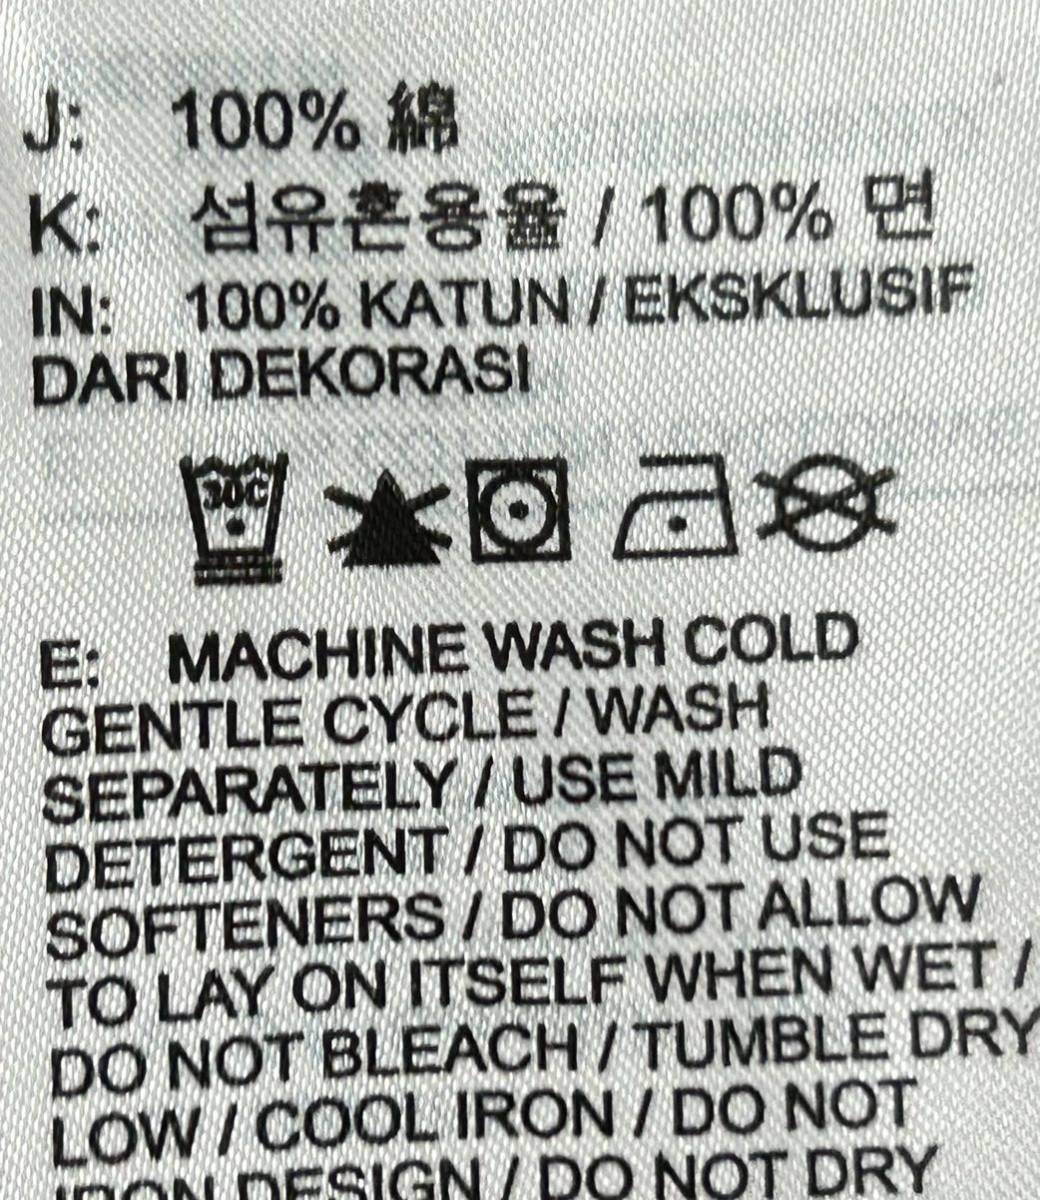 J: 100% 綿
K: 섬유혼용율 / 100% 면
IN: 100% KATUN / EKSKLUSIF
DARI DEKORASI
30C
E: MACHINE WASH COLD
GENTLE CYCLE / WASH
SEPARATELY / USE MILD
DETERGENT / DO NOT USE
SOFTENERS / DO NOT ALLOW
TO LAY ON ITSELF WHEN WET /
DO NOT BLEACH / TUMBLE DRY
LOW / COOL IRON / DO NOT
IRON DESIGN / DO NOT DRY